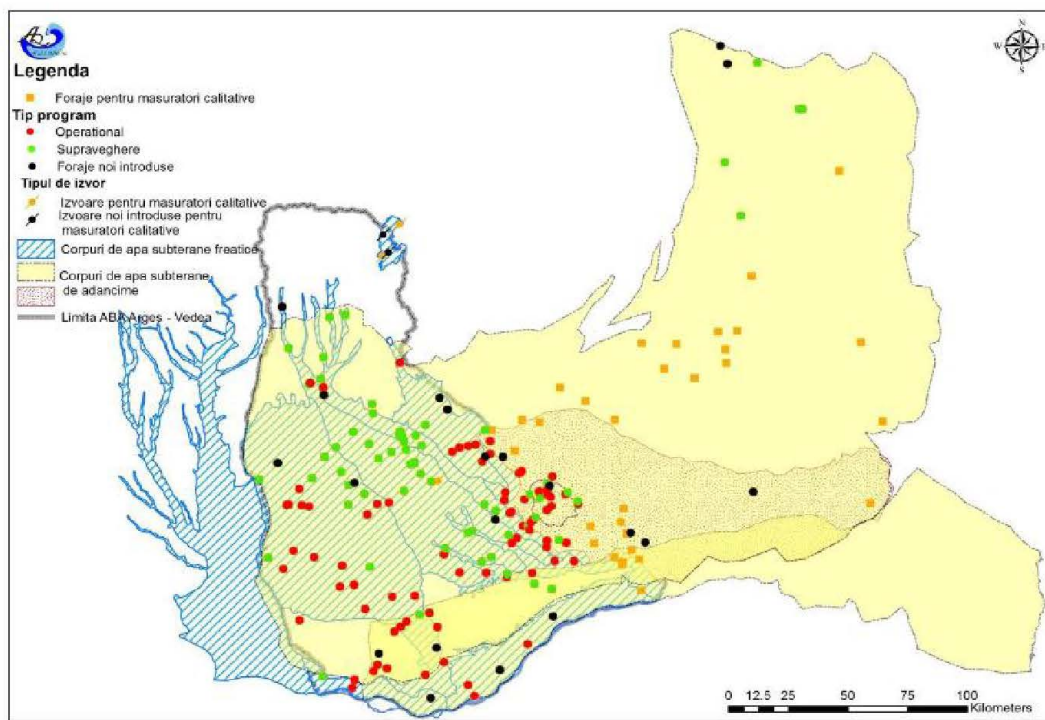 Legenda
Foraje pentru masuratori calitative
Tip program
Operational
Supraveghere
Foraje noi introduse
Tipul de izvor
Izvoare pentru masuratori calitative
Izvoare noi introduse pentru
masuratori calitative
Corpuri de apa subterane freatice
Corpuri de apa subterane
de adancime
Limita ABA Arges - Vedea
N
W
E
S
0 12.5 25 50 75 100
Kilometers